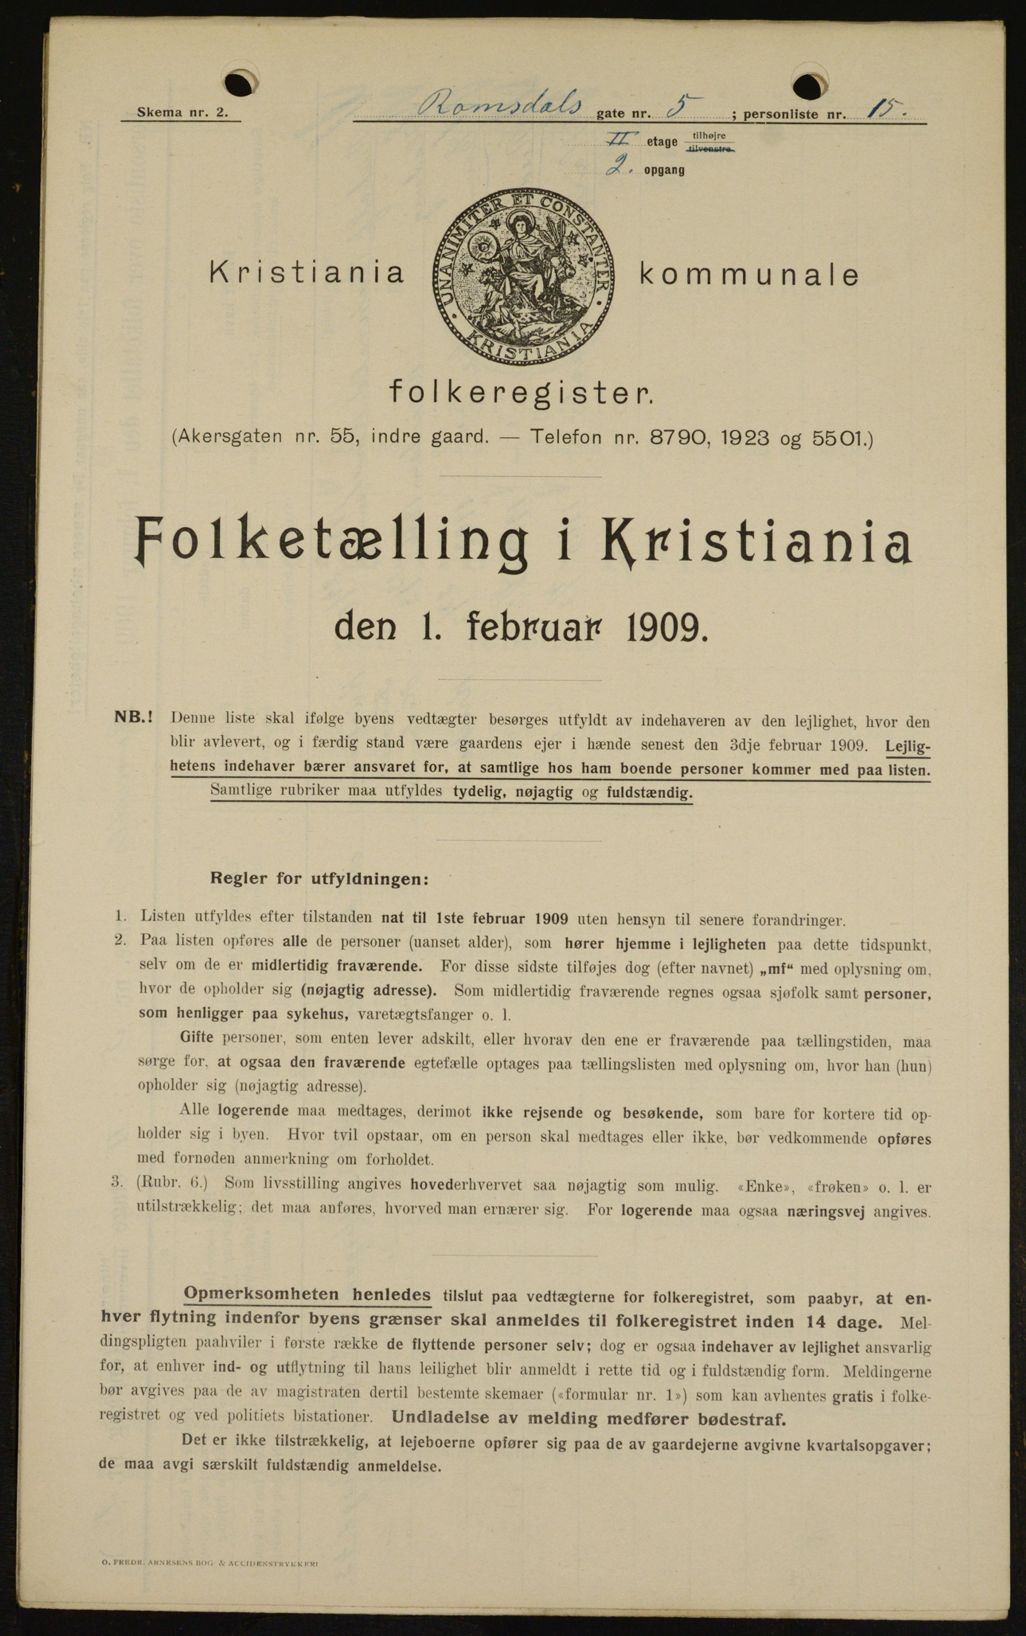 Skema nr. 2.
Romsdals gate nr. 5 ; personliste nr. 15.
II etage tilhøjre tilvenstre
2. opgang
UNANIMITER ET CONSTANTER · KRISTIANIA ·
Kristiania kommunale
folkeregister.
(Akersgaten nr. 55, indre gaard. — Telefon nr. 8790, 1923 og 5501.)
Folketælling i Kristiania
den 1. februar 1909.
NB.! Denne liste skal ifølge byens vedtægter besørges utfyldt av indehaveren av den lejlighet, hvor den
blir avlevert, og i færdig stand være gaardens ejer i hænde senest den 3dje februar 1909. Lejlig-
hetens indehaver bærer ansvaret for, at samtlige hos ham boende personer kommer med paa listen.
Samtlige rubriker maa utfyldes tydelig, nøjagtig og fuldstændig.
Regler for utfyldningen:
1. Listen utfyldes efter tilstanden nat til 1ste februar 1909 uten hensyn til senere forandringer.
2. Paa listen opføres alle de personer (uanset alder), som hører hjemme i lejligheten paa dette tidspunkt,
selv om de er midlertidig fraværende. For disse sidste tilføjes dog (efter navnet) „mf“ med oplysning om,
hvor de opholder sig (nøjagtig adresse). Som midlertidig fraværende regnes ogsaa sjøfolk samt personer,
som henligger paa sykehus, varetægtsfanger o. l.
Gifte personer, som enten lever adskilt, eller hvorav den ene er fraværende paa tællingstiden, maa
sørge for, at ogsaa den fraværende egtefælle optages paa tællingslisten med oplysning om, hvor han (hun)
opholder sig (nøjagtig adresse).
Alle logerende maa medtages, derimot ikke rejsende og besøkende, som bare for kortere tid op-
holder sig i byen. Hvor tvil opstaar, om en person skal medtages eller ikke, bør vedkommende opføres
med fornøden anmerkning om forholdet.
3. (Rubr. 6.) Som livsstilling angives hovederhvervet saa nøjagtig som mulig. «Enke», «frøken» o. l. er
utilstrækkelig; det maa anføres, hvorved man ernærer sig. For logerende maa ogsaa næringsvej angives.
Opmerksomheten henledes tilslut paa vedtægterne for folkeregistret, som paabyr, at en-
hver flytning indenfor byens grænser skal anmeldes til folkeregistret inden 14 dage. Mel-
dingspligten paahviler i første række de flyttende personer selv; dog er ogsaa indehaver av lejlighet ansvarlig
for, at enhver ind- og utflytning til hans leilighet blir anmeldt i rette tid og i fuldstændig form. Meldingerne
bør avgives paa de av magistraten dertil bestemte skemaer («formular nr. 1») som kan avhentes gratis i folke-
registret og ved politiets bistationer. Undladelse av melding medfører bødestraf.
Det er ikke tilstrækkelig, at lejeboerne opfører sig paa de av gaardejerne avgivne kvartalsopgaver;
de maa avgi særskilt fuldstændig anmeldelse.
O. FREDR. ARNESENS BOG- & ACCIDENSTRYKKERI